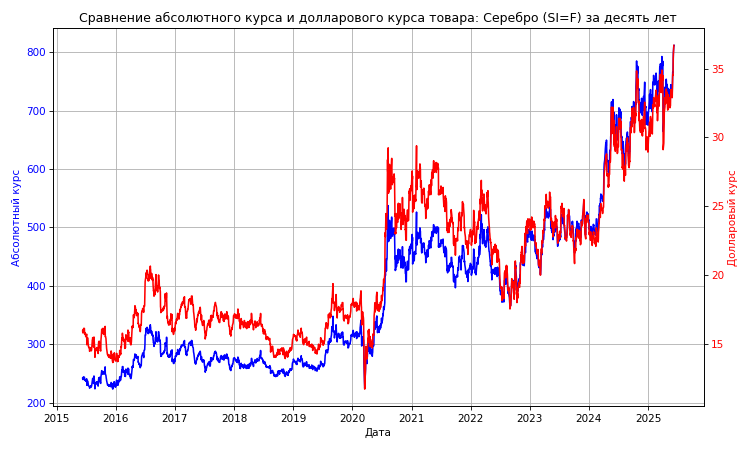 Сравнение абсолютного курса и долларового курса товара: Серебро (SI=F) за десять лет
Абсолютный курс
800
700
600
500
400
300
200
35
30
25
20
15
Долларовый курс
2015 2016 2017 2018 2019 2020 2021 2022 2023 2024 2025
Дата